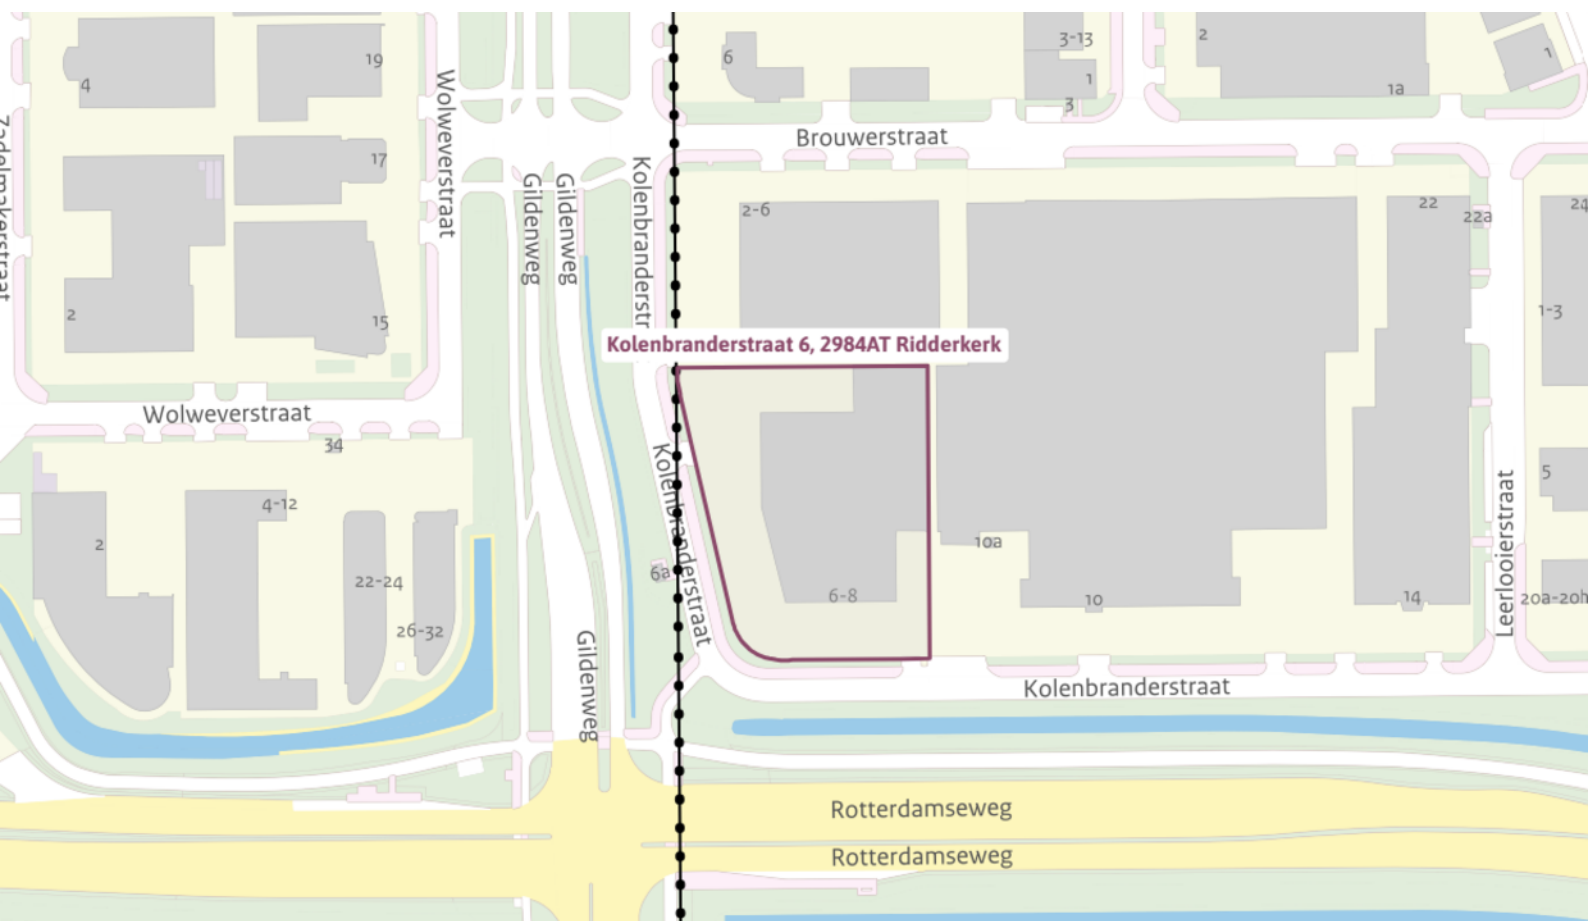 4
19
Wolweverstraat
6
3-13
1
3
2
1a
1
Brouwerstraat
Zadelmakerstraat
17
Gildenweg
Gildenweg
Kolenbranderstr
2-6
22
22a
24
2
15
1-3
Kolenbranderstraat 6, 2984AT Ridderkerk
Wolweverstraat
34
Kolenbranderstraat
5
4-12
2
10a
Leerlooierstraat
22-24
6a
6-8
10
14
20a-20h
26-32
Gildenweg
Kolenbranderstraat
Rotterdamseweg
Rotterdamseweg